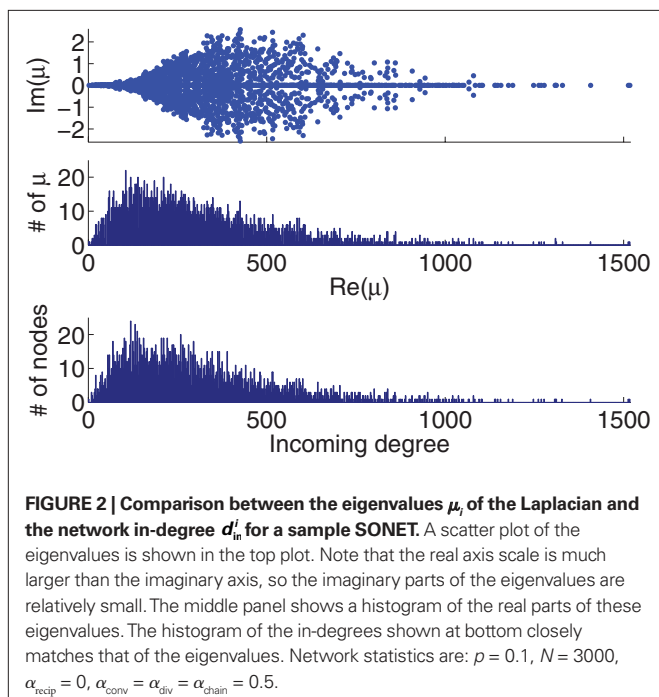 Im(μ)
2
1
0
-1
-2
# of μ
20
10
0
0 500 1000 1500
Re(μ)
# of nodes
20
10
0
0 500 1000 1500
Incoming degree
FIGURE 2 | Comparison between the eigenvalues μᵢ of the Laplacian and
the network in-degree dⁱ_in for a sample SONET. A scatter plot of the
eigenvalues is shown in the top plot. Note that the real axis scale is much
larger than the imaginary axis, so the imaginary parts of the eigenvalues are
relatively small. The middle panel shows a histogram of the real parts of these
eigenvalues. The histogram of the in-degrees shown at bottom closely
matches that of the eigenvalues. Network statistics are: p = 0.1, N = 3000,
α_recip = 0, α_conv = α_div = α_chain = 0.5.